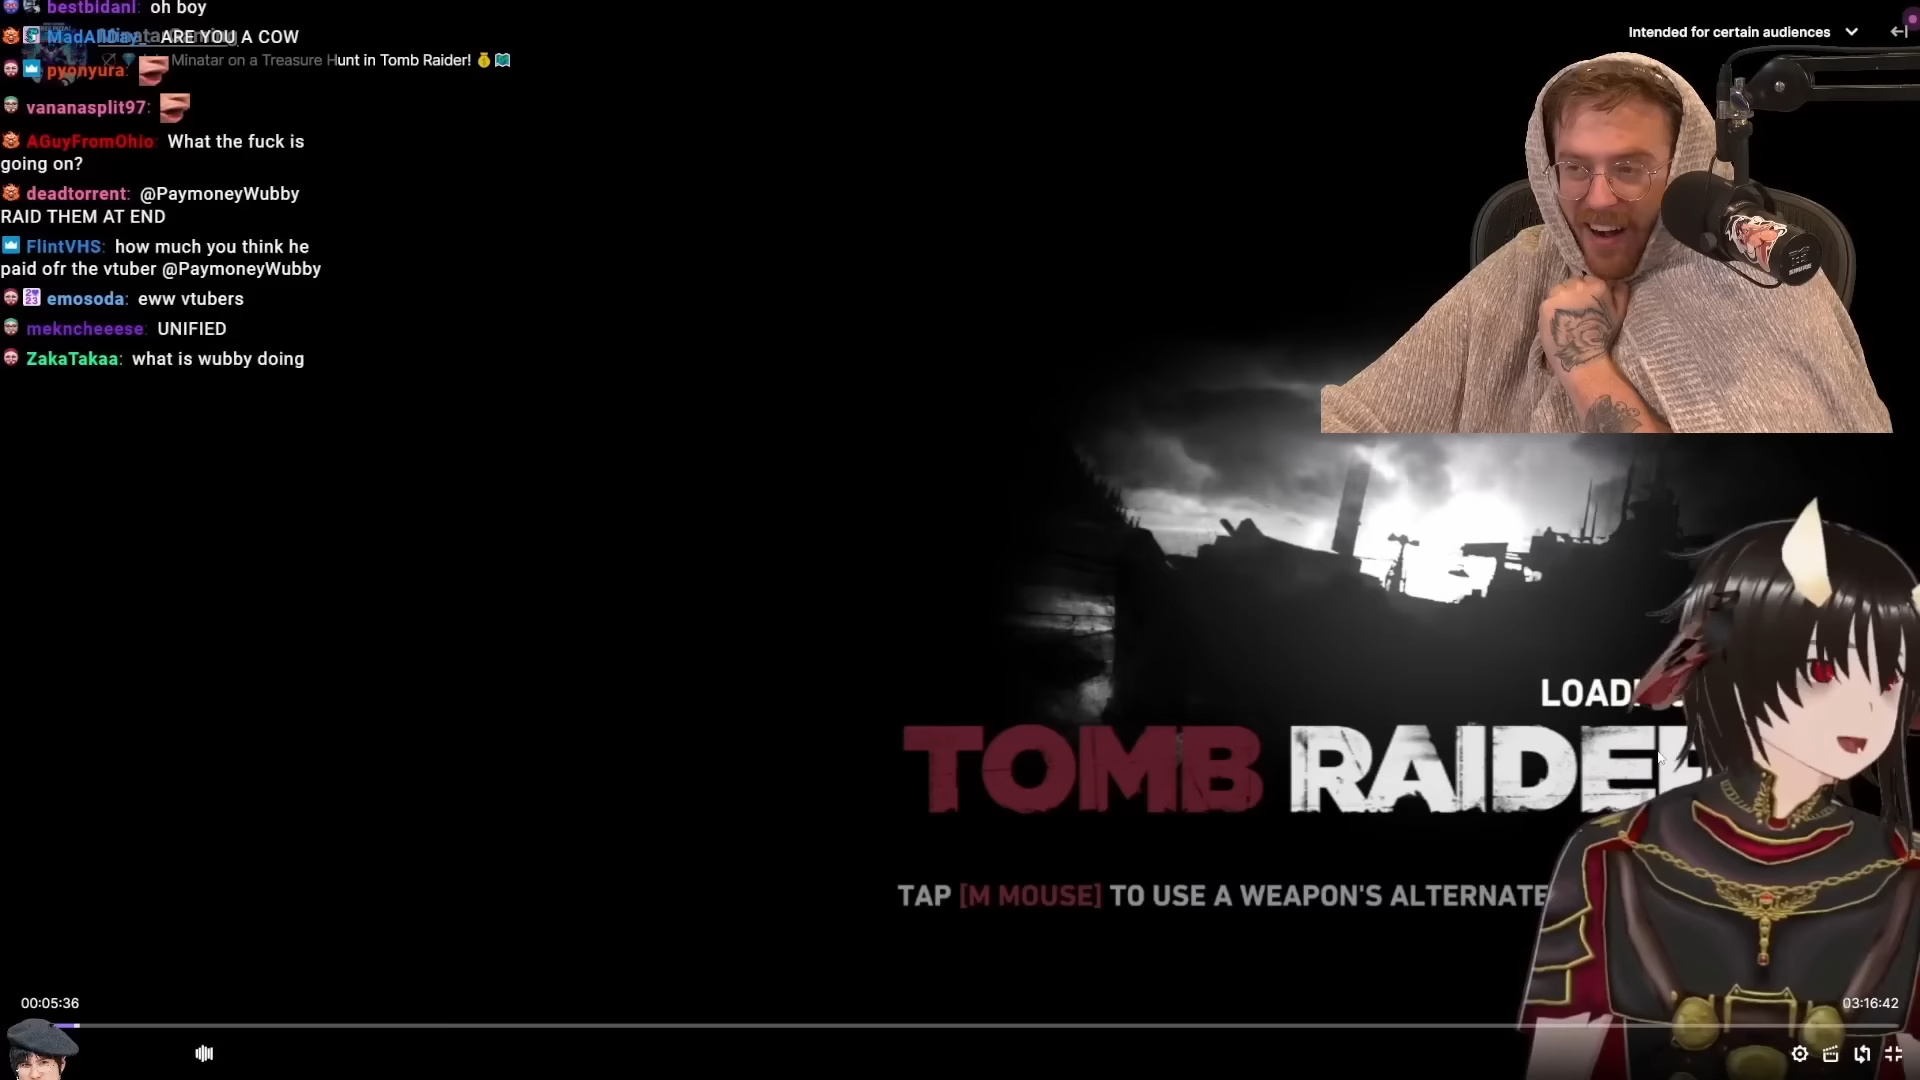 bestbidanl: oh boy
MadAlDay_: ARE YOU A COW
Minatar on a Treasure Hunt in Tomb Raider!
pyonyura:
vananasplit97:
AGuyFromOhio: What the fuck is
going on?
deadtorrent: @PaymoneyWubby
RAID THEM AT END
FlintVHS: how much you think he
paid ofr the vtuber @PaymoneyWubby
emosoda: eww vtubers
mekncheeese: UNIFIED
ZakaTakaa: what is wubby doing
Intended for certain audiences
LOADI
TOMB RAIDER
TAP [M MOUSE] TO USE A WEAPON'S ALTERNATE
00:05:36
03:16:42